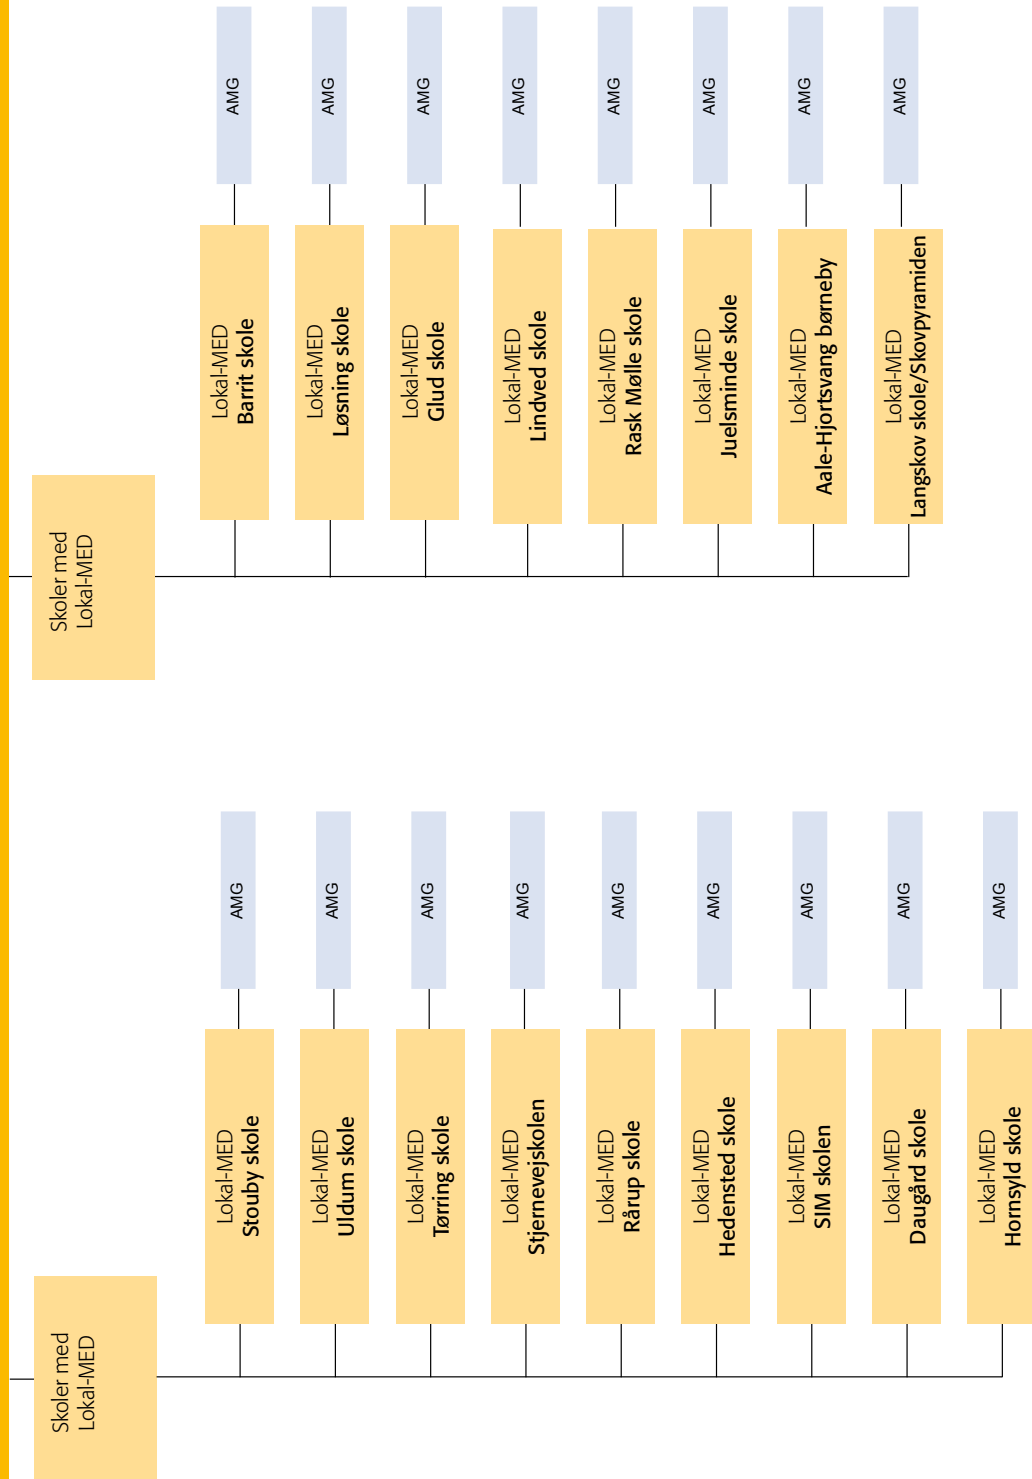 Skoler med
Lokal-MED
Lokal-MED
Stouby skole
AMG
Lokal-MED
Uldum skole
AMG
Lokal-MED
Tørring skole
AMG
Lokal-MED
Stjernevejskolen
AMG
Lokal-MED
Rårup skole
AMG
Lokal-MED
Hedensted skole
AMG
Lokal-MED
SIM skolen
AMG
Lokal-MED
Daugård skole
AMG
Lokal-MED
Hornsyld skole
AMG
Skoler med
Lokal-MED
Lokal-MED
Barrit skole
AMG
Lokal-MED
Løsning skole
AMG
Lokal-MED
Glud skole
AMG
Lokal-MED
Lindved skole
AMG
Lokal-MED
Rask Mølle skole
AMG
Lokal-MED
Juelsminde skole
AMG
Lokal-MED
Aale-Hjortsvang børneby
AMG
Lokal-MED
Langskov skole/Skovpyramiden
AMG